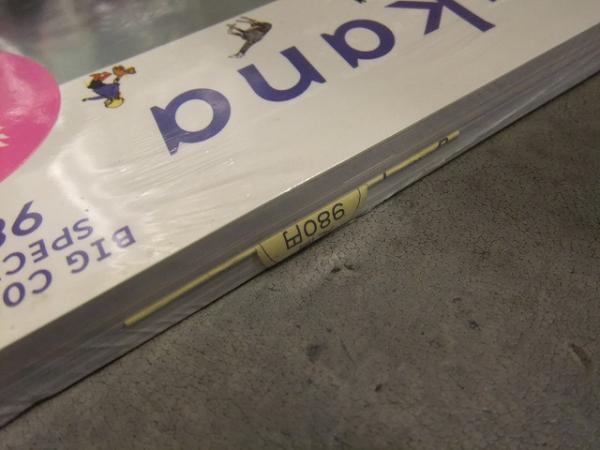 BIG CO
SPEC
98
kana
980円